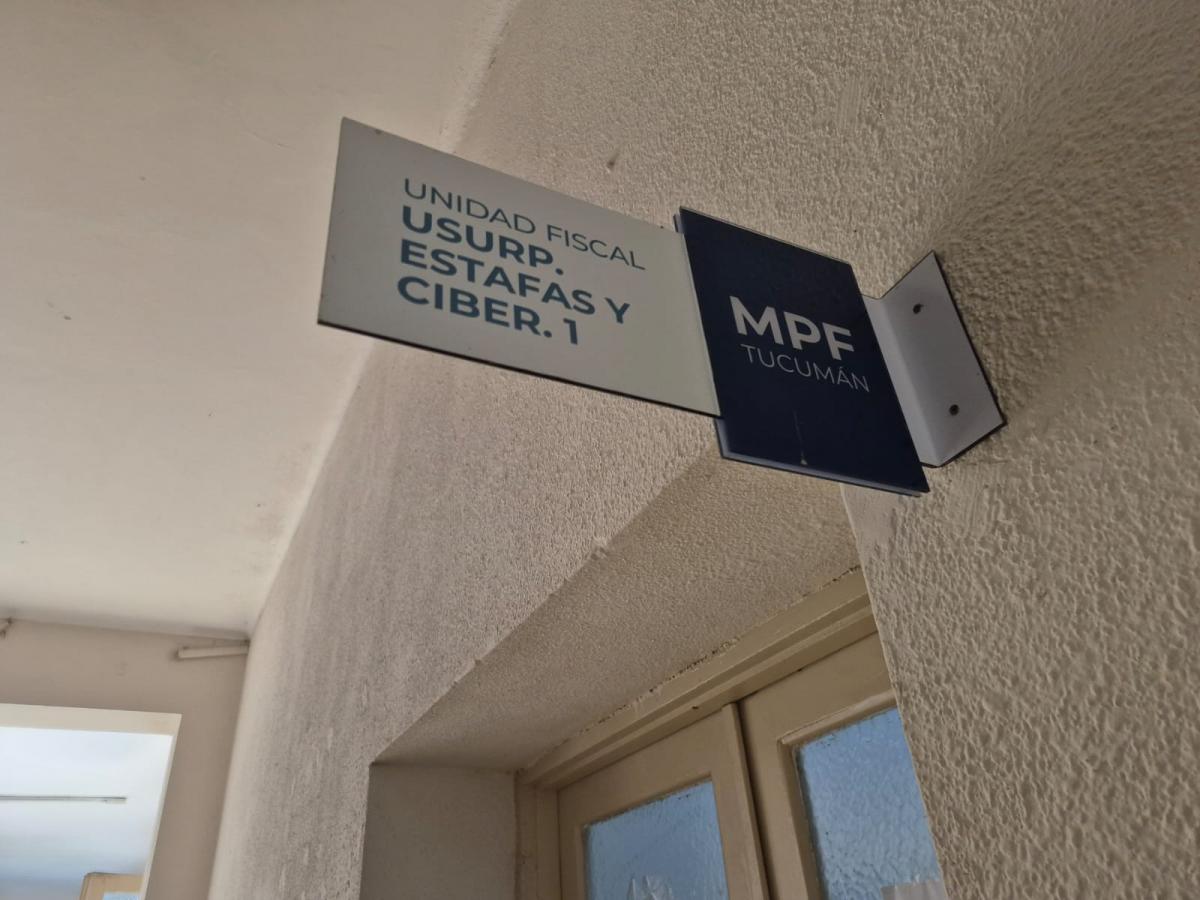 UNIDAD FISCAL
USURP.
ESTAFAS Y
CIBER. 1
MPF
TUCUMÁN